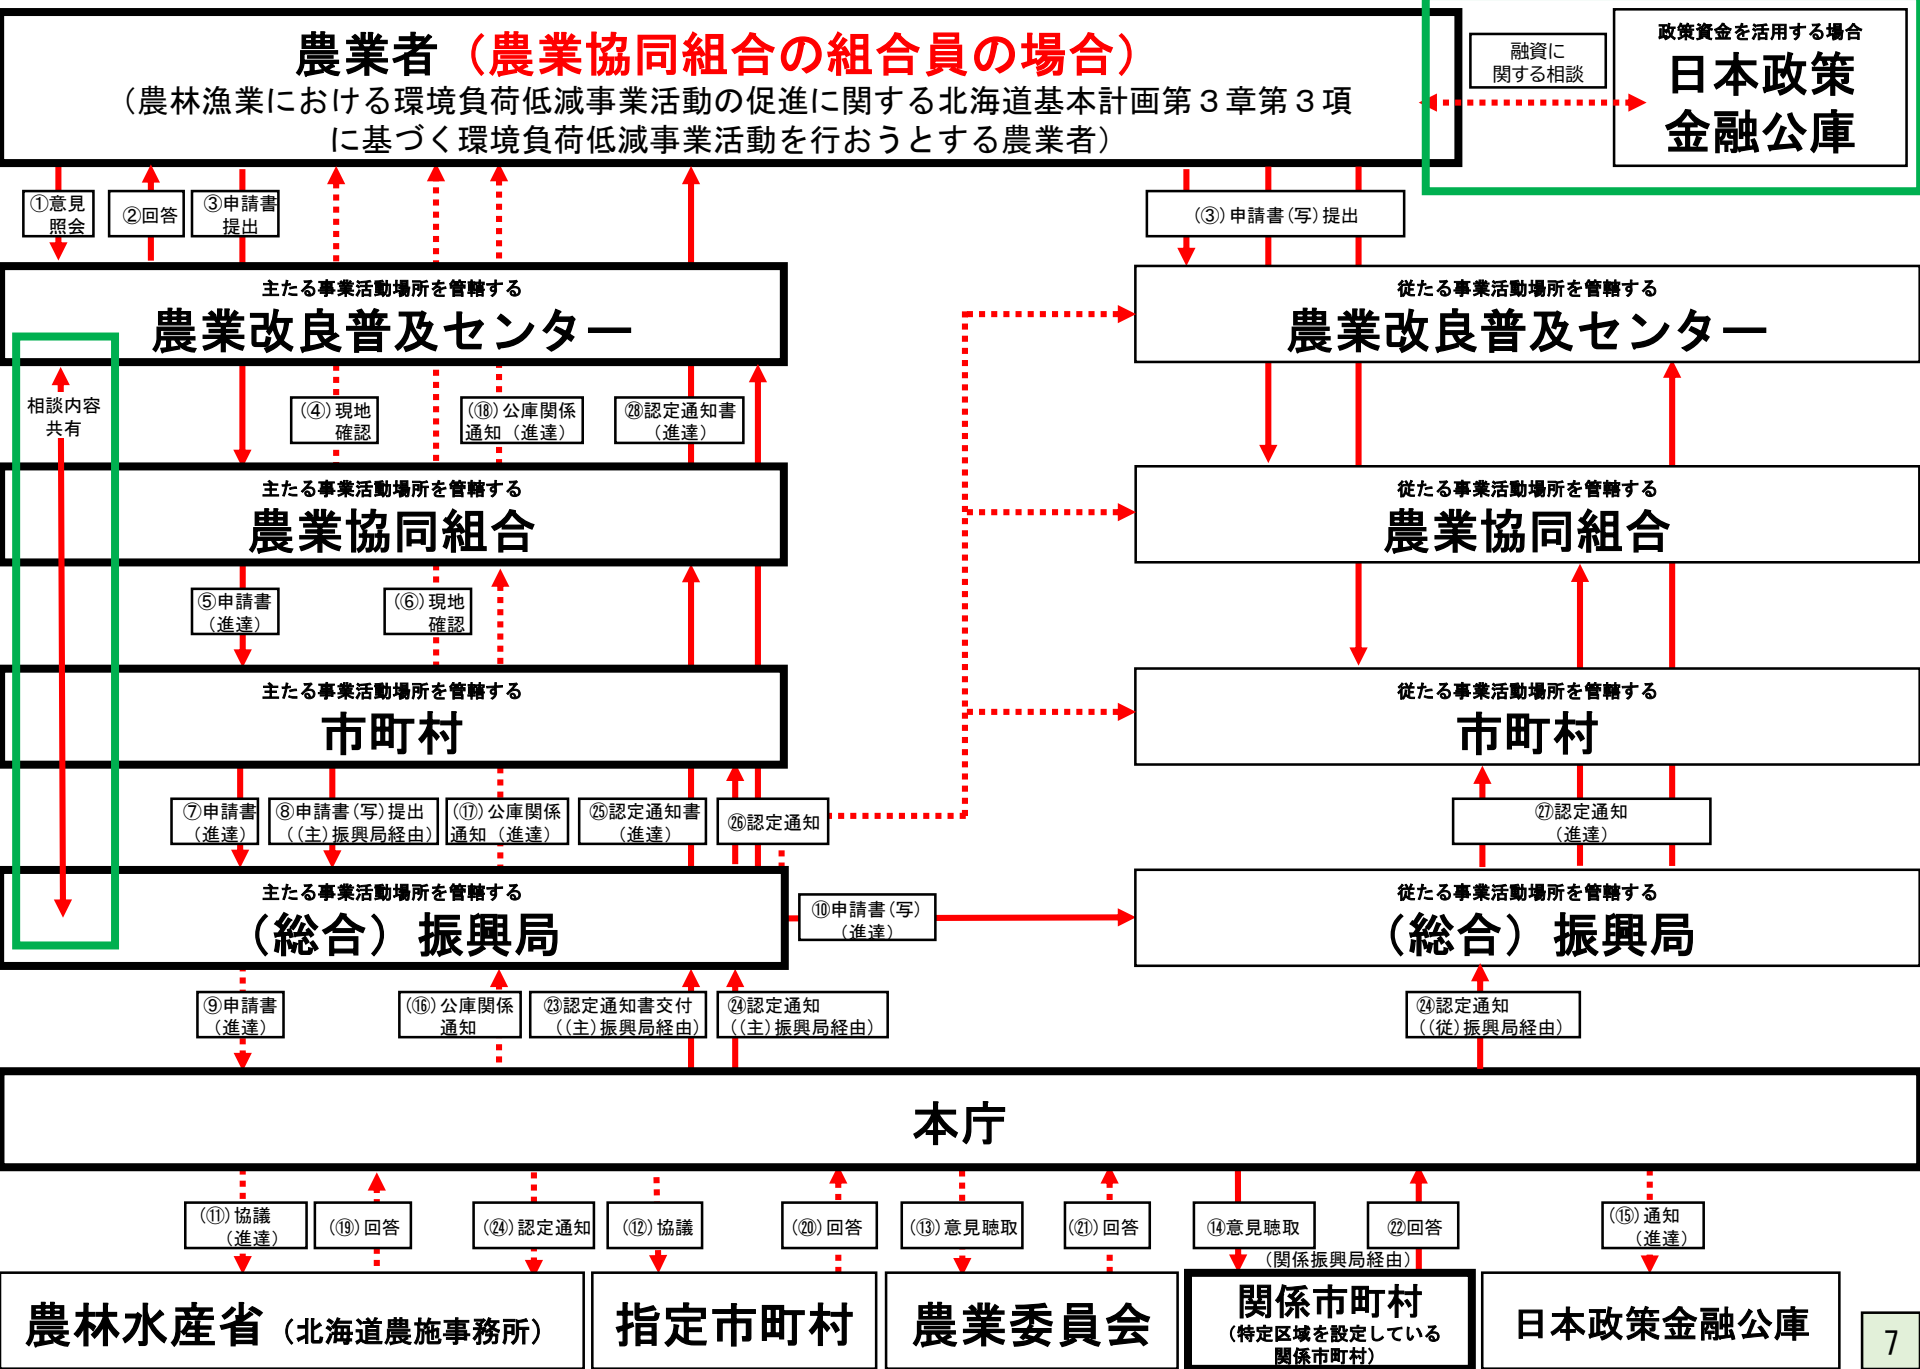 農業者（農業協同組合の組合員の場合）
（農林漁業における環境負荷低減事業活動の促進に関する北海道基本計画第３章第３項
に基づく環境負荷低減事業活動を行おうとする農業者）
融資に
関する相談
政策資金を活用する場合
日本政策
金融公庫
①意見
照会
②回答
③申請書
提出
(③)申請書(写)提出
主たる事業活動場所を管轄する
農業改良普及センター
従たる事業活動場所を管轄する
農業改良普及センター
相談内容
共有
(④)現地
確認
(⑱)公庫関係
通知（進達）
㉘認定通知書
（進達）
主たる事業活動場所を管轄する
農業協同組合
従たる事業活動場所を管轄する
農業協同組合
⑤申請書
（進達）
(⑥)現地
確認
主たる事業活動場所を管轄する
市町村
従たる事業活動場所を管轄する
市町村
⑦申請書
（進達）
⑧申請書(写)提出
((主)振興局経由)
(⑰)公庫関係
通知（進達）
㉕認定通知書
（進達）
㉖認定通知
㉗認定通知
（進達）
主たる事業活動場所を管轄する
（総合）振興局
⑩申請書(写)
（進達）
従たる事業活動場所を管轄する
（総合）振興局
⑨申請書
（進達）
(⑯)公庫関係
通知
㉓認定通知書交付
((主)振興局経由)
㉔認定通知
((主)振興局経由)
㉔認定通知
((従)振興局経由)
本庁
(⑪)協議
（進達）
(⑲)回答
(㉔)認定通知
(⑫)協議
(⑳)回答
(⑬)意見聴取
(㉑)回答
⑭意見聴取
㉒回答
(⑮)通知
（進達）
（関係振興局経由）
農林水産省（北海道農施事務所）
指定市町村
農業委員会
関係市町村
（特定区域を設定している
関係市町村）
日本政策金融公庫
7